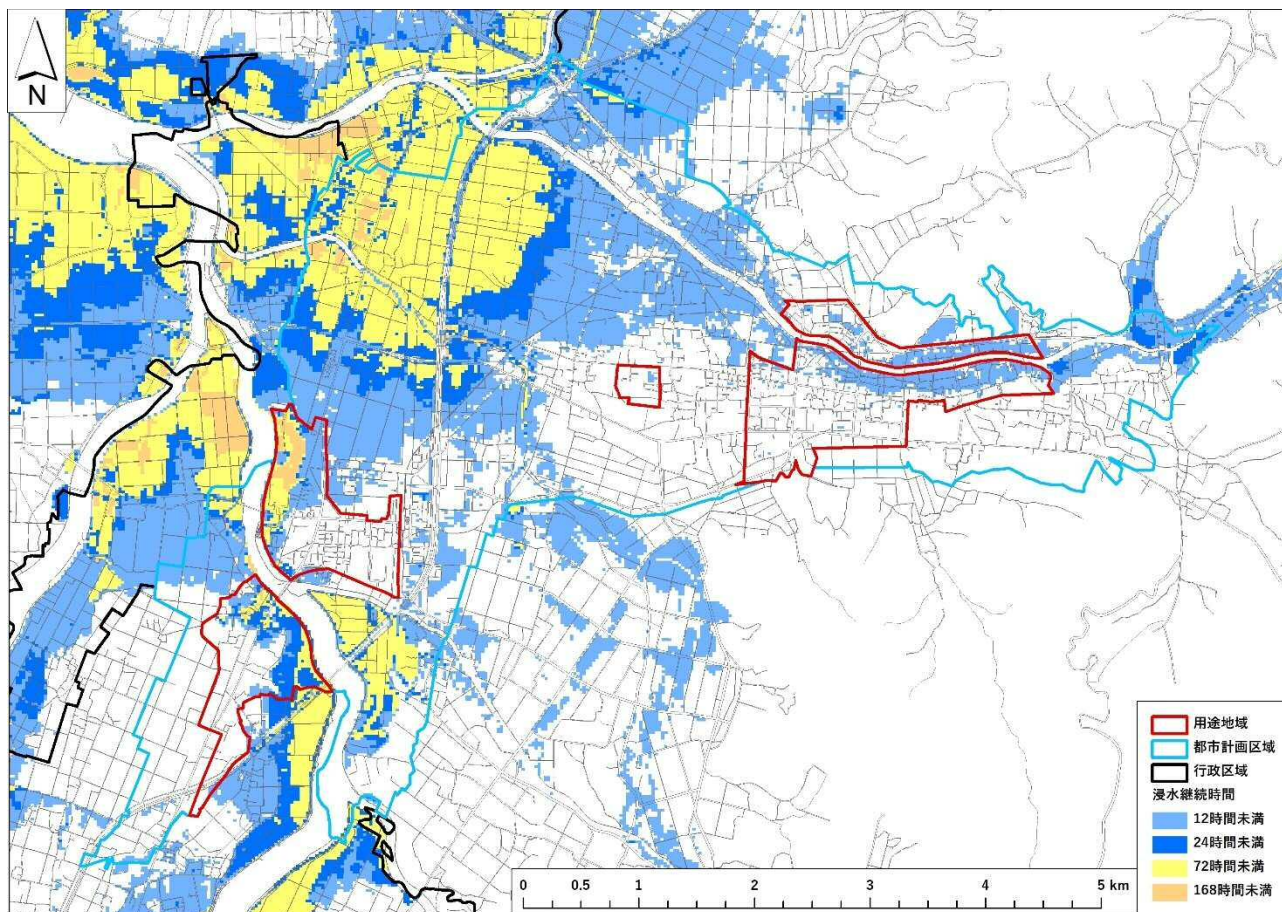 N
用途地域
都市計画区域
行政区域
浸水継続時間
12時間未満
24時間未満
72時間未満
168時間未満
0 0.5 1 2 3 4 5 km